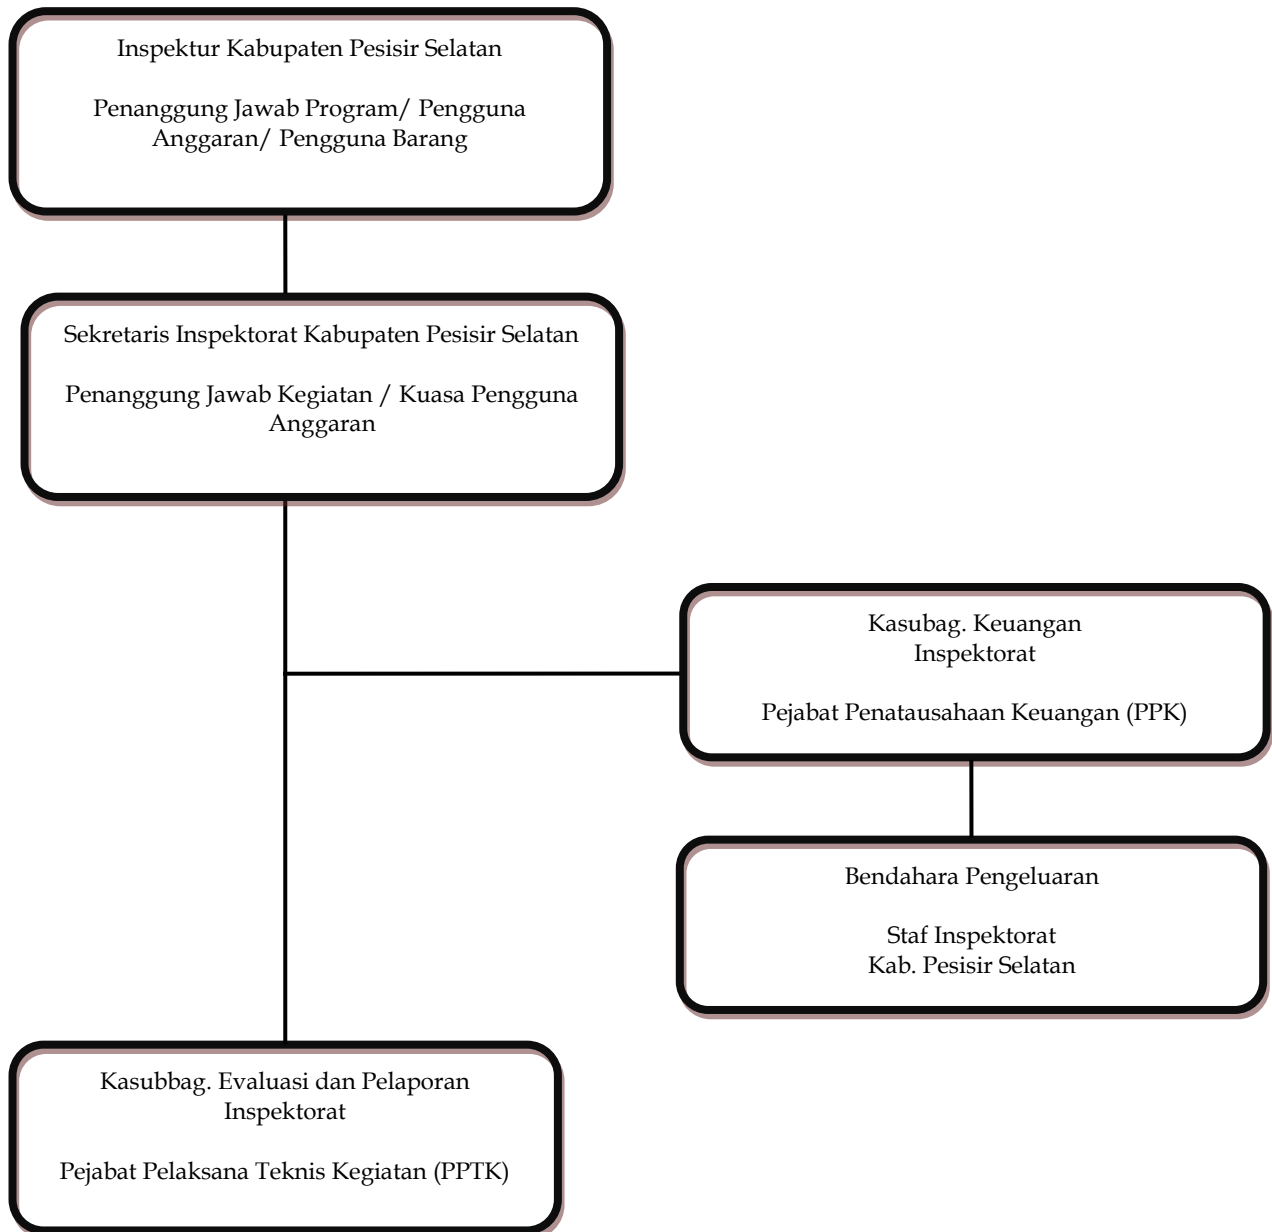 Inspektur Kabupaten Pesisir Selatan
Penanggung Jawab Program/ Pengguna
Anggaran/ Pengguna Barang
Sekretaris Inspektorat Kabupaten Pesisir Selatan
Penanggung Jawab Kegiatan / Kuasa Pengguna
Anggaran
Kasubag. Keuangan
Inspektorat
Pejabat Penatausahaan Keuangan (PPK)
Bendahara Pengeluaran
Staf Inspektorat
Kab. Pesisir Selatan
Kasubbag. Evaluasi dan Pelaporan
Inspektorat
Pejabat Pelaksana Teknis Kegiatan (PPTK)